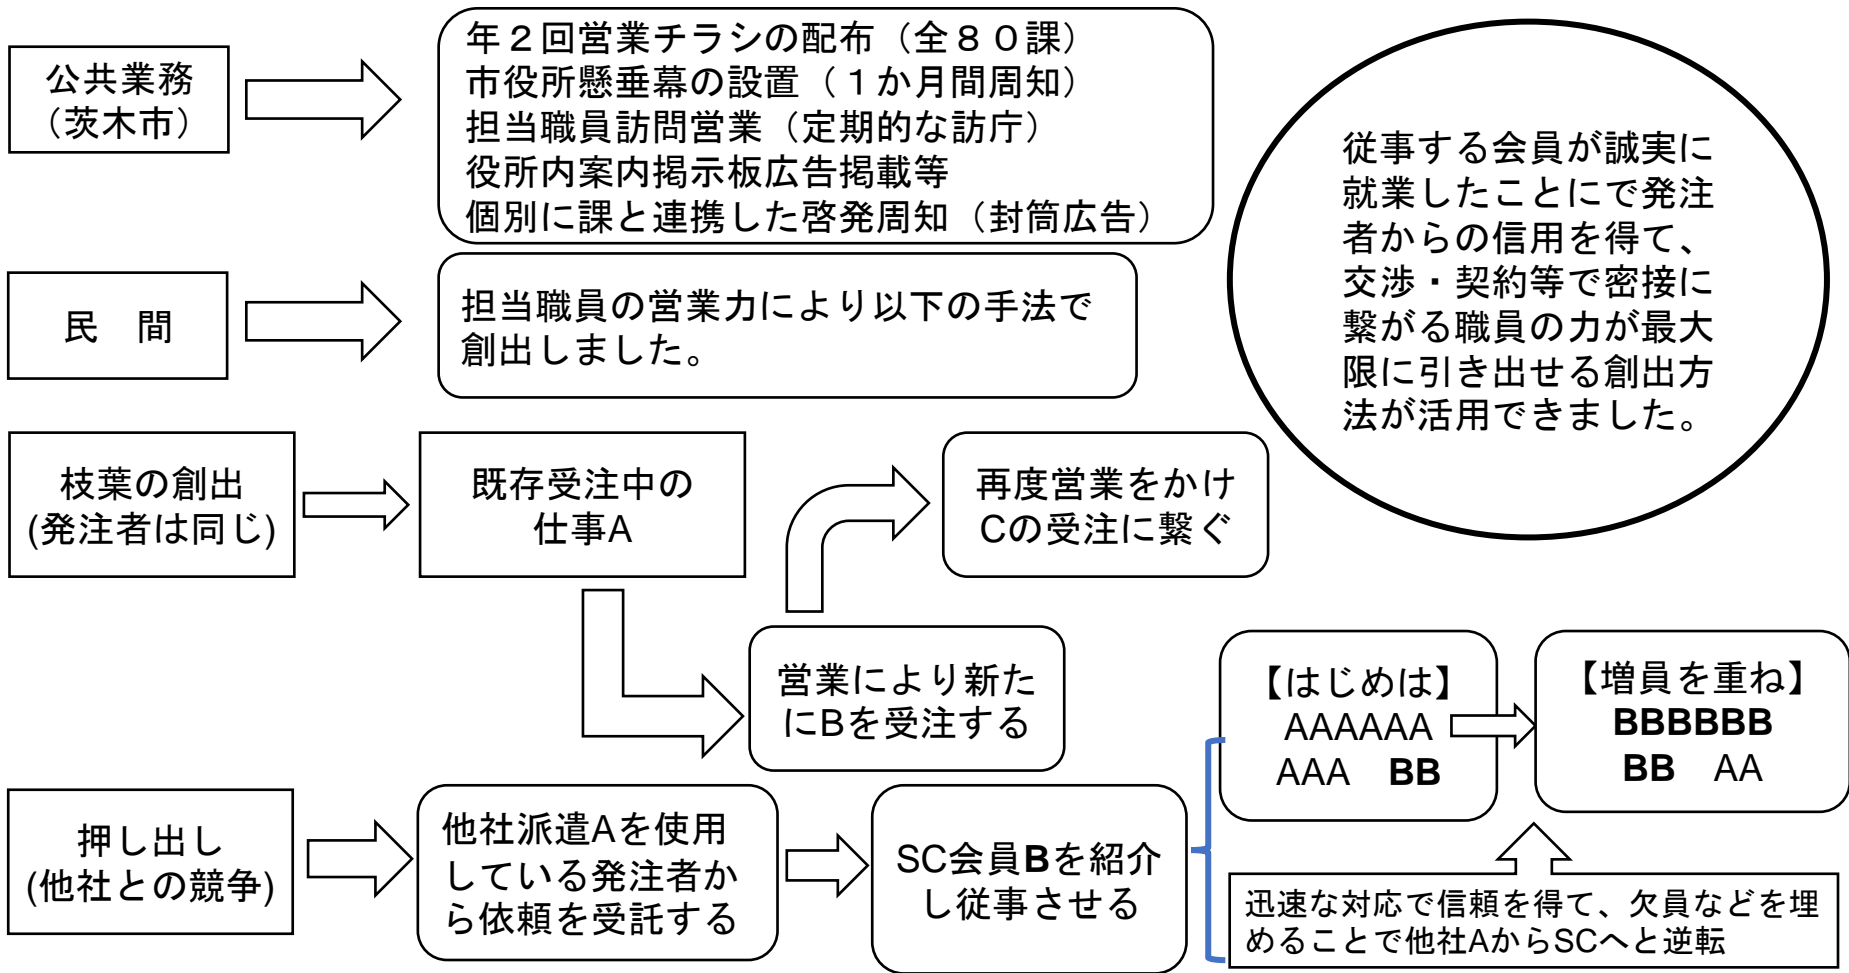 公共業務
（茨木市）
年２回営業チラシの配布（全８０課）
市役所懸垂幕の設置（１か月間周知）
担当職員訪問営業（定期的な訪庁）
役所内案内掲示板広告掲載等
個別に課と連携した啓発周知（封筒広告）
従事する会員が誠実に
就業したことにで発注
者からの信用を得て、
交渉・契約等で密接に
繋がる職員の力が最大
限に引き出せる創出方
法が活用できました。
民　間
担当職員の営業力により以下の手法で
創出しました。
枝葉の創出
(発注者は同じ)
既存受注中の
仕事A
再度営業をかけ
Cの受注に繋ぐ
営業により新た
にBを受注する
押し出し
(他社との競争)
他社派遣Aを使用
している発注者か
ら依頼を受託する
SC会員Bを紹介
し従事させる
【はじめは】
AAAAAA
AAA　BB
【増員を重ね】
BBBBBB
BB　AA
迅速な対応で信頼を得て、欠員などを埋
めることで他社AからSCへと逆転